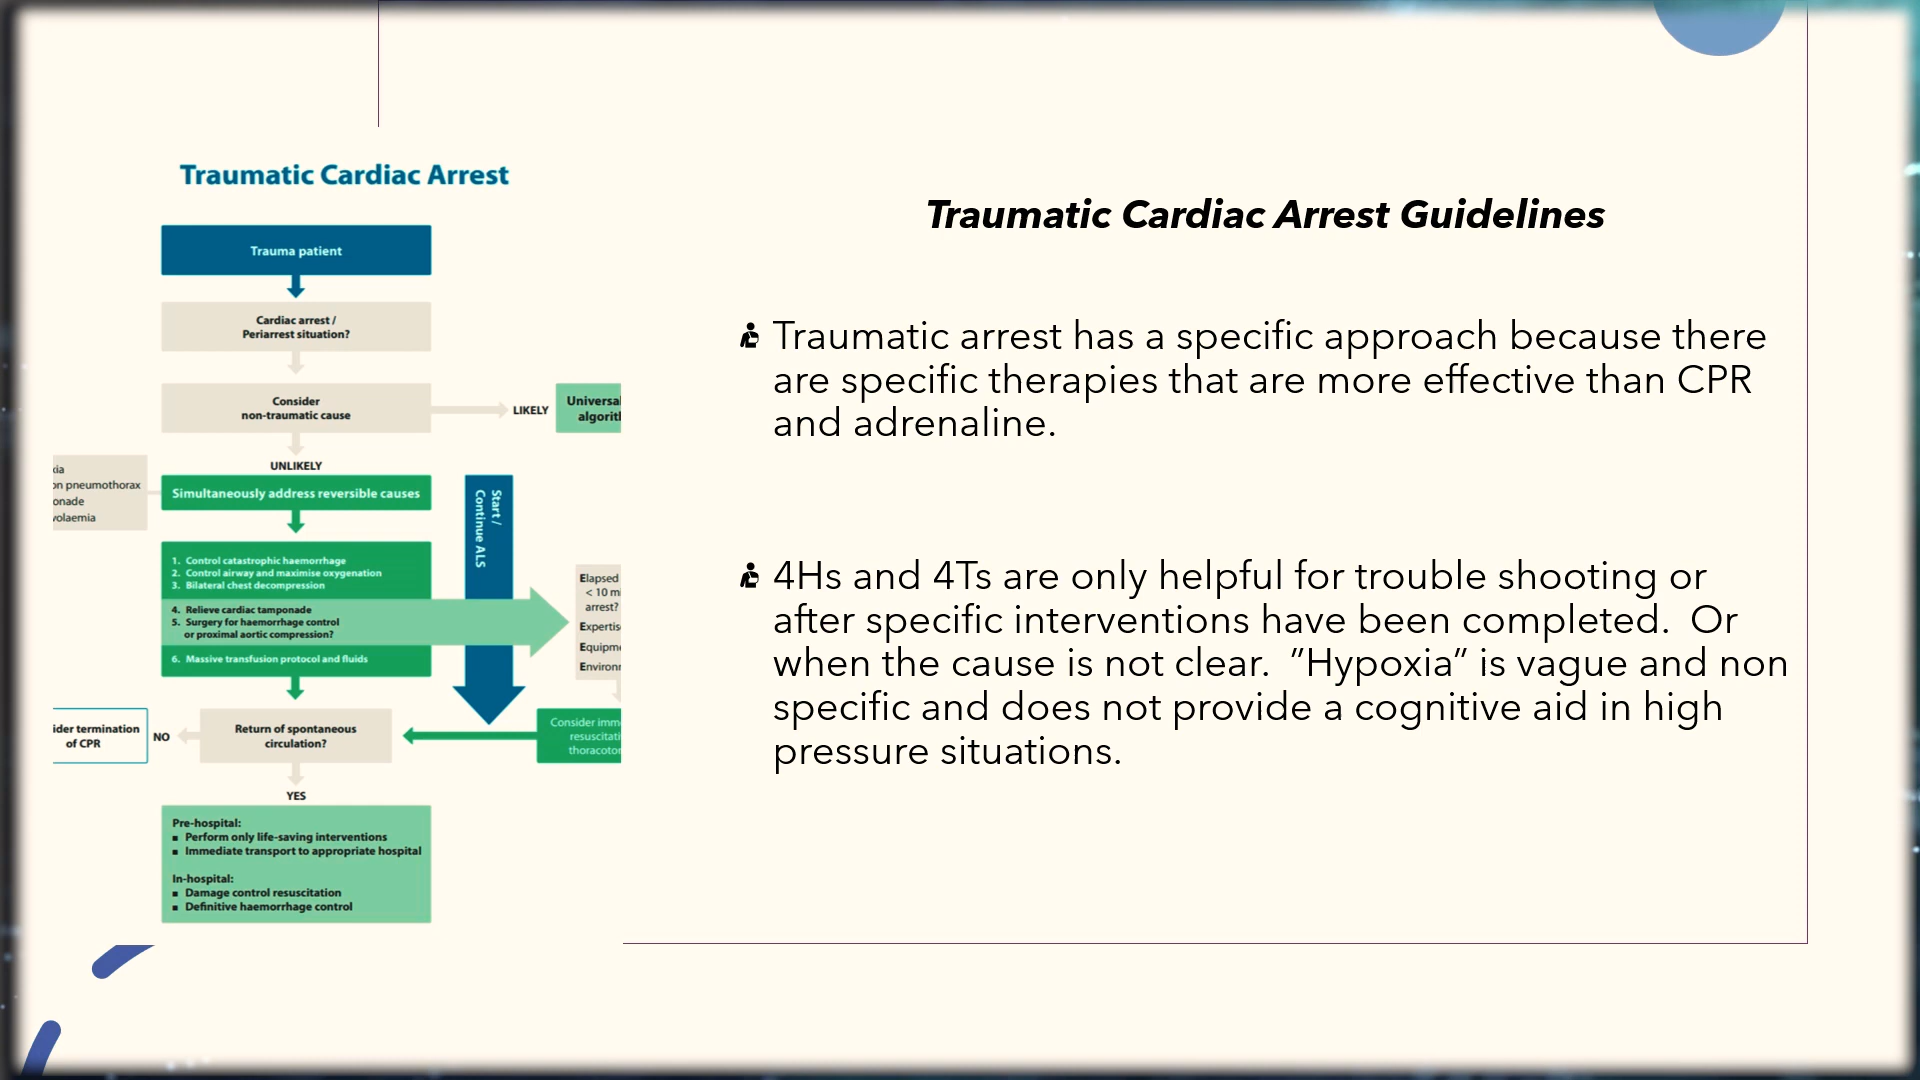 Traumatic Cardiac Arrest
Trauma patient
Cardiac arrest /
Periarrest situation?
Consider
non-traumatic cause
LIKELY
Universal
UNLIKELY
on pneumothorax
Simultaneously address reversible causes
Start /
Continue ALS
1. Control catastrophic haemorrhage
2. Control airway and maximise oxygenation
3. Bilateral chest decompression
4. Relieve cardiac tamponade
5. Surgery for haemorrhage control
or proximal aortic compression?
6. Massive transfusion protocol and fluids
Elapsed
< 10 m
arrest?
ider termination
of CPR
NO
Return of spontaneous
circulation?
Consider imm
resuscitati
thoracoto
YES
Pre-hospital:
▪ Perform only life-saving interventions
▪ Immediate transport to appropriate hospital
In-hospital:
▪ Damage control resuscitation
▪ Definitive haemorrhage control
Traumatic Cardiac Arrest Guidelines
Traumatic arrest has a specific approach because there
are specific therapies that are more effective than CPR
and adrenaline.
4Hs and 4Ts are only helpful for trouble shooting or
after specific interventions have been completed.  Or
when the cause is not clear.  ”Hypoxia” is vague and non
specific and does not provide a cognitive aid in high
pressure situations.